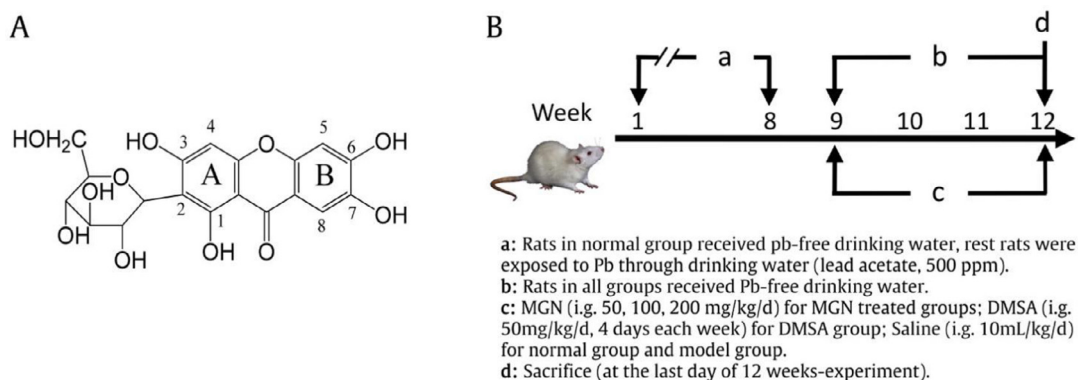 A
HOH2C
HO
3
4
O
5
6
OH
O
OH
A
B
2
1
8
7
OH
OH
OH
OH
O
B
d
a
b
Week
1
8
9
10
11
12
c
a: Rats in normal group received pb-free drinking water, rest rats were
exposed to Pb through drinking water (lead acetate, 500 ppm).
b: Rats in all groups received Pb-free drinking water.
c: MGN (i.g. 50, 100, 200 mg/kg/d) for MGN treated groups; DMSA (i.g.
50mg/kg/d, 4 days each week) for DMSA group; Saline (i.g. 10mL/kg/d)
for normal group and model group.
d: Sacrifice (at the last day of 12 weeks-experiment).